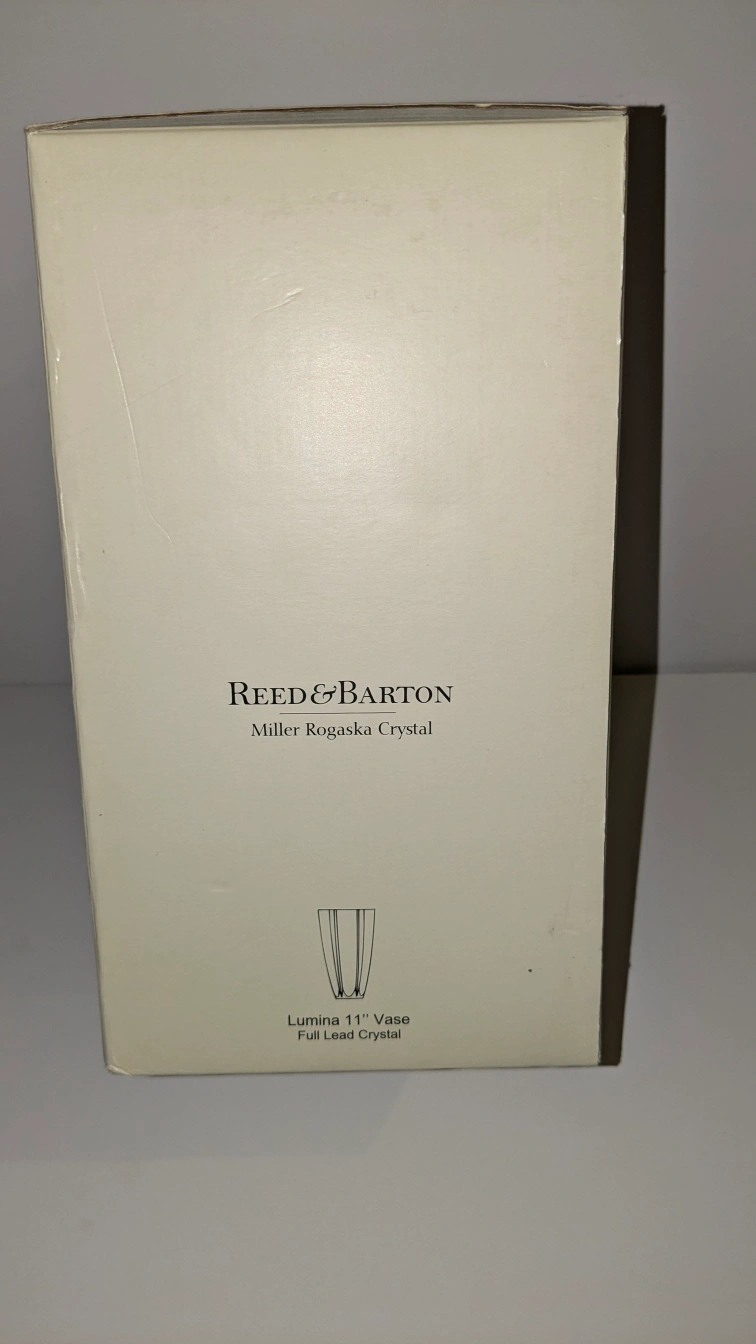 REED&BARTON
Miller Rogaska Crystal
Lumina 11" Vase
Full Lead Crystal